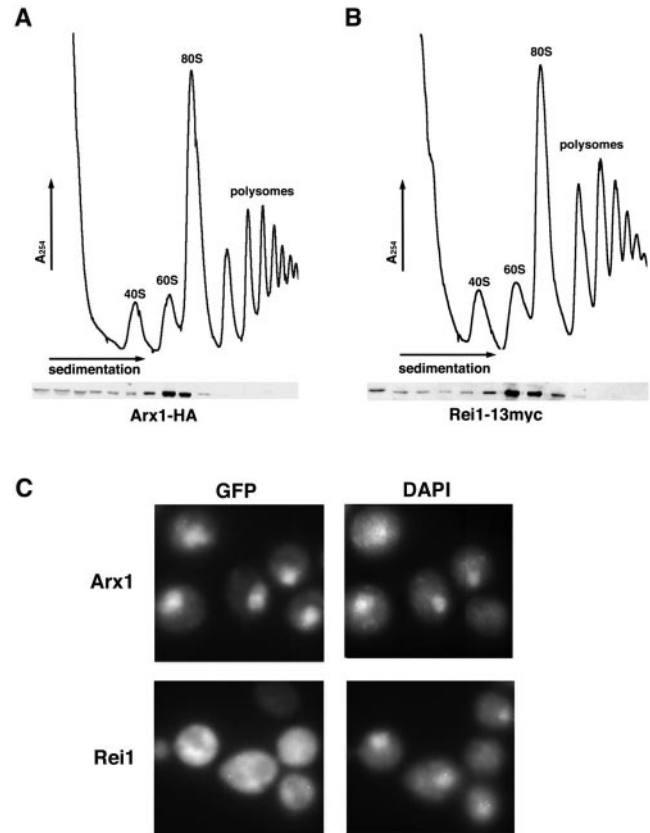 A
80S
polysomes
A254
40S
60S
sedimentation
Arx1-HA
B
80S
polysomes
A254
40S
60S
sedimentation
Rei1-13myc
C
GFP
DAPI
Arx1
Rei1